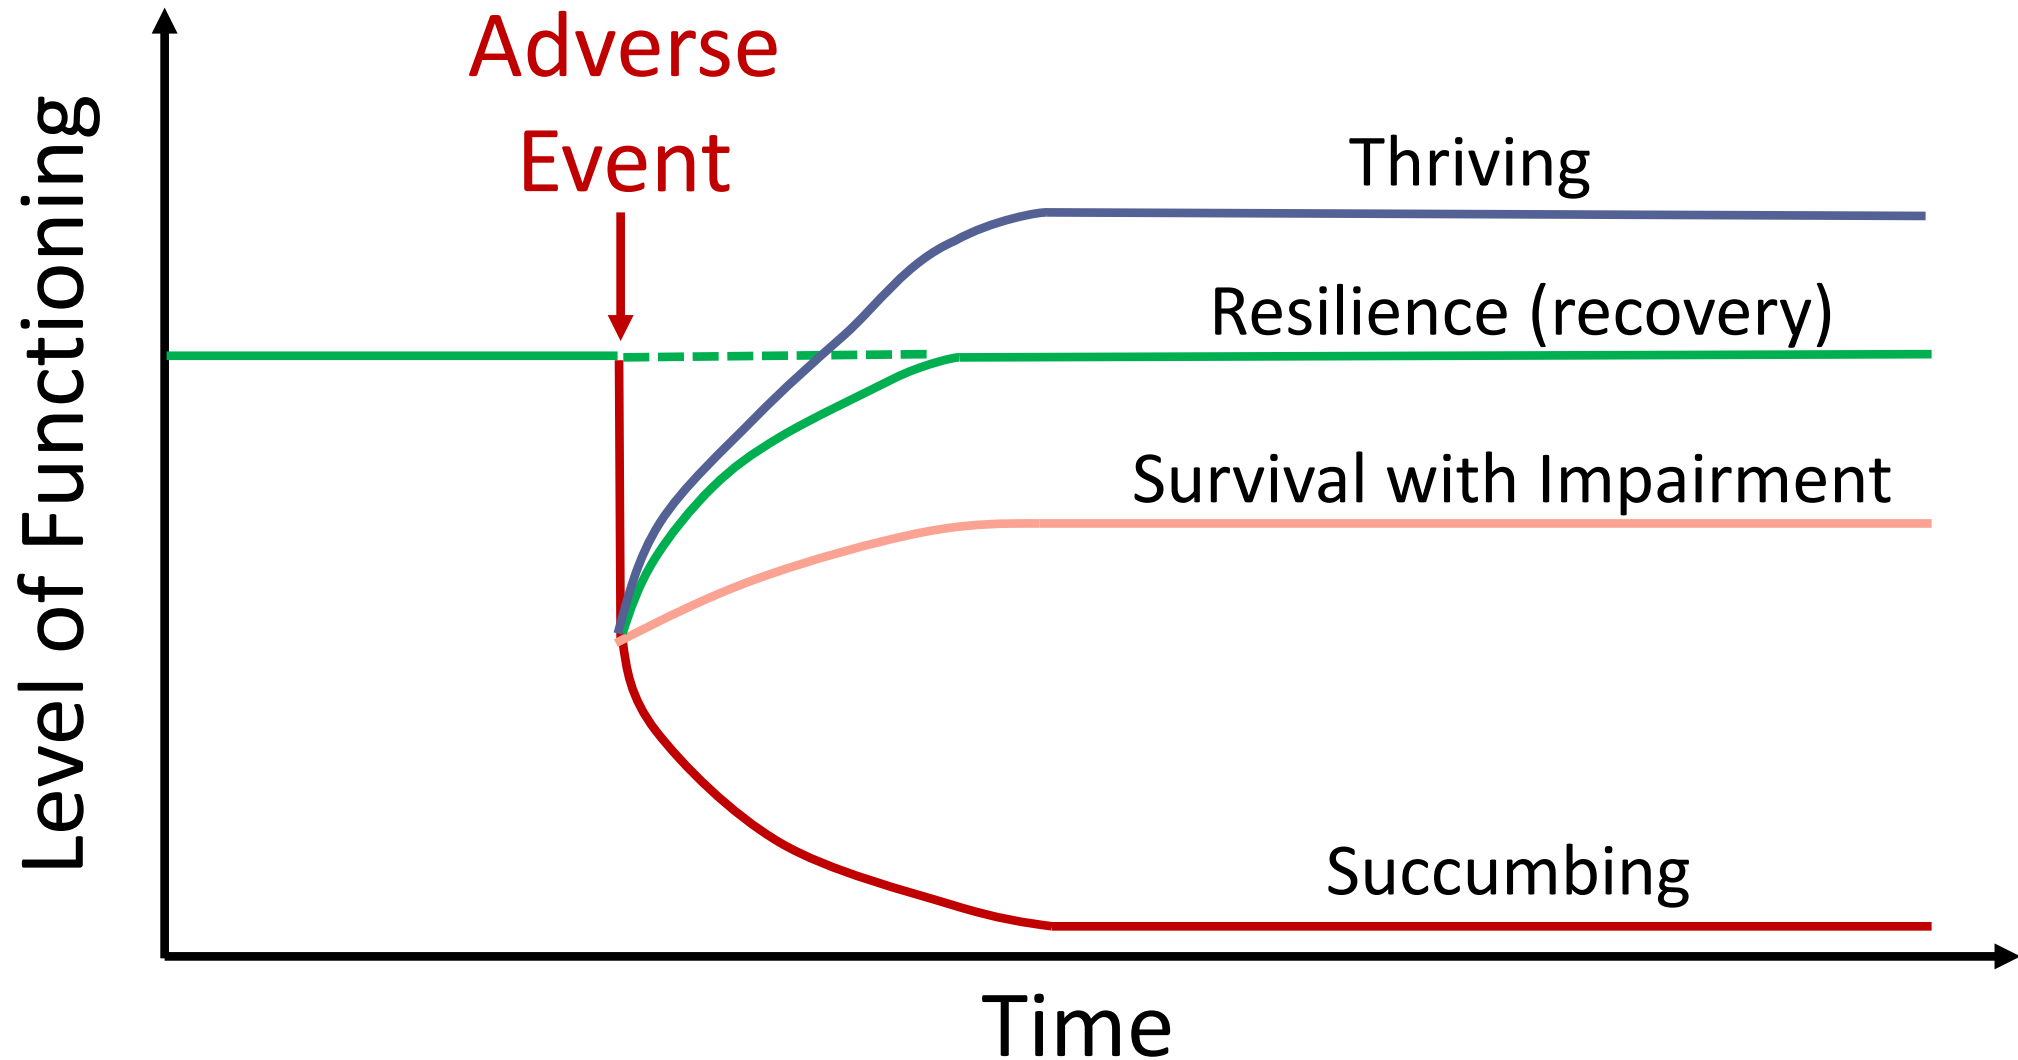 Adverse
Event
Thriving
Resilience (recovery)
Survival with Impairment
Succumbing
Level of Functioning
Time